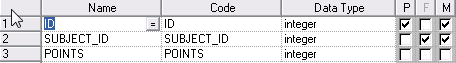 Name Code Data Type P F M
1 ID = ID integer
2 SUBJECT_ID SUBJECT_ID integer
3 POINTS POINTS integer